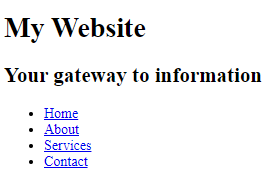 My Website
Your gateway to information
Home
About
Services
Contact